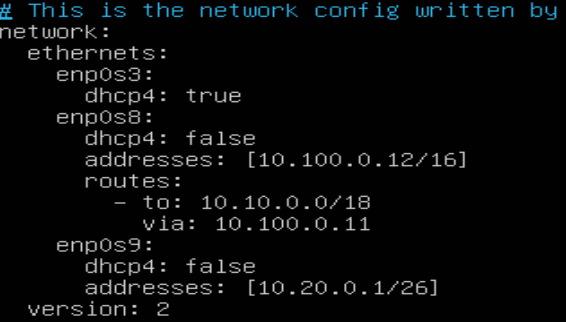 # This is the network config written by
network:
  ethernets:
    enp0s3:
      dhcp4: true
    enp0s8:
      dhcp4: false
      addresses: [10.100.0.12/16]
      routes:
        - to: 10.10.0.0/18
          via: 10.100.0.11
    enp0s9:
      dhcp4: false
      addresses: [10.20.0.1/26]
  version: 2